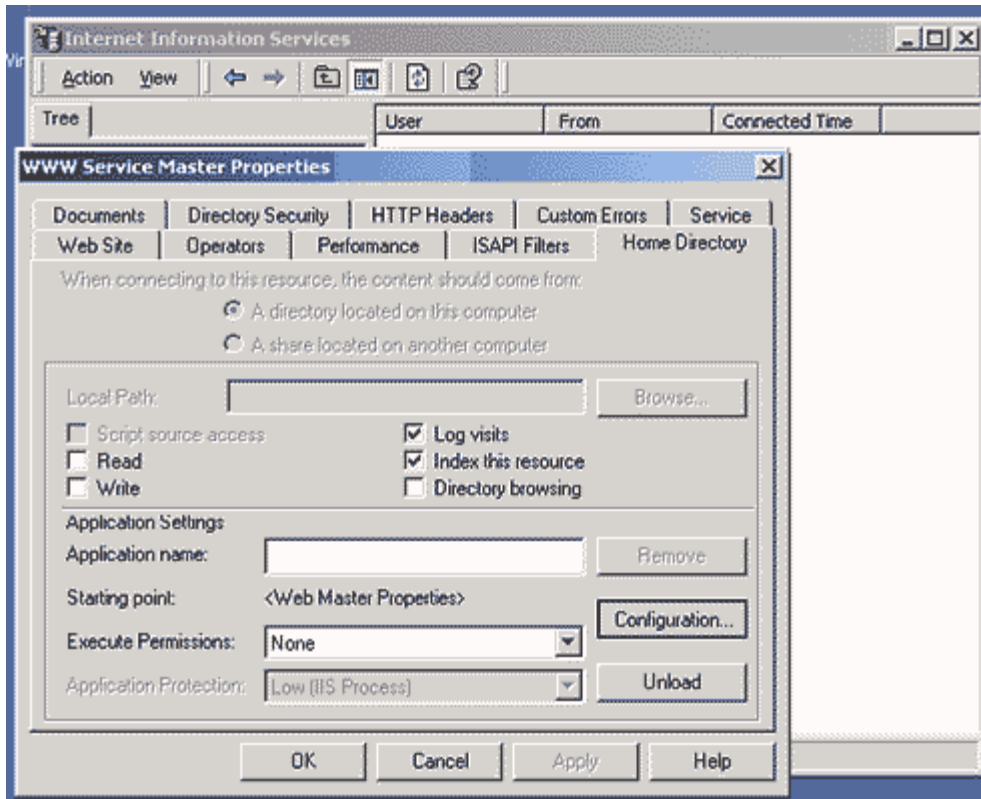 Internet Information Services
Action View
Tree User From Connected Time
WWW Service Master Properties
Documents Directory Security HTTP Headers Custom Errors Service
Web Site Operators Performance ISAPI Filters Home Directory
When connecting to this resource, the content should come from:
A directory located on this computer
A share located on another computer
Local Path: Browse...
Script source access Log visits
Read Index this resource
Write Directory browsing
Application Settings
Application name: Remove
Starting point: <Web Master Properties>
Configuration...
Execute Permissions: None
Application Protection: Low (IIS Process) Unload
OK Cancel Apply Help